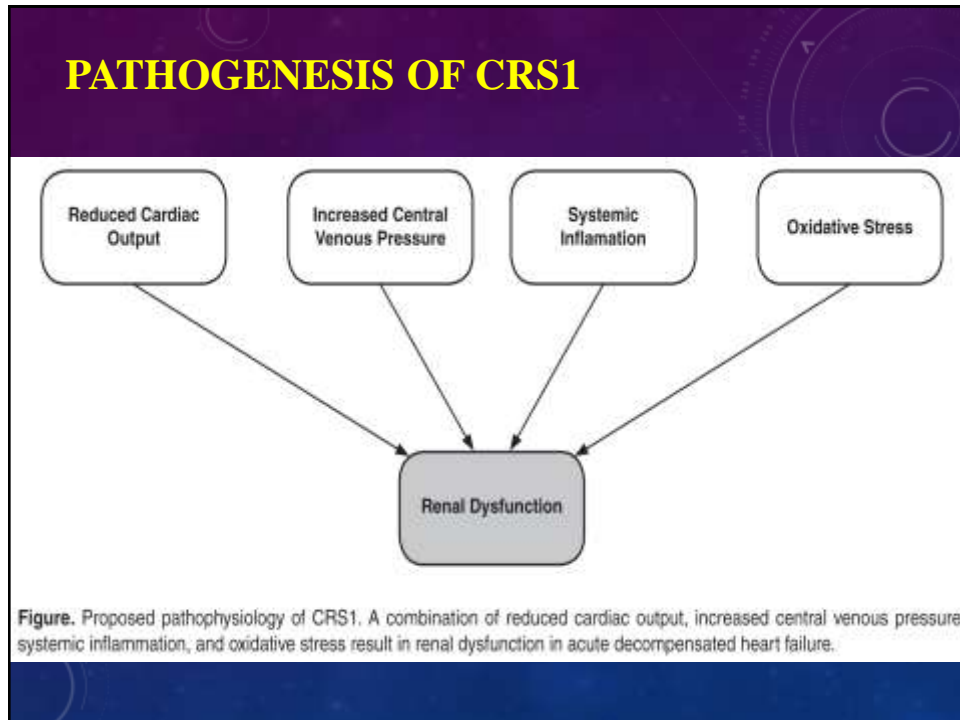 PATHOGENESIS OF CRS1
Reduced Cardiac
Output
Increased Central
Venous Pressure
Systemic
Inflamation
Oxidative Stress
Renal Dysfunction
Figure. Proposed pathophysiology of CRS1. A combination of reduced cardiac output, increased central venous pressure
systemic inflammation, and oxidative stress result in renal dysfunction in acute decompensated heart failure.